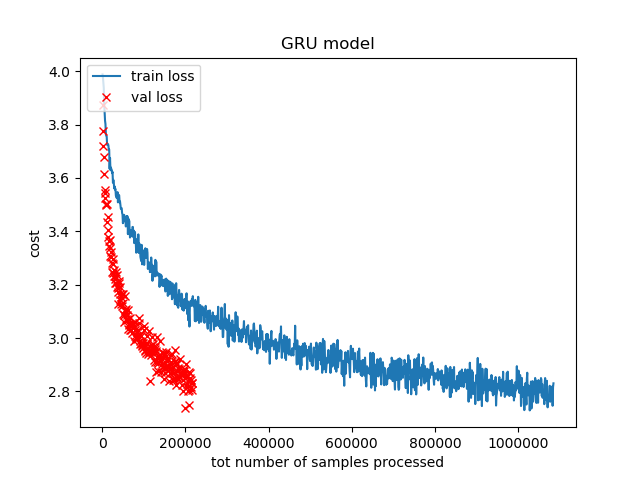 GRU model
train loss
val loss
cost
4.0
3.8
3.6
3.4
3.2
3.0
2.8
0 200000 400000 600000 800000 1000000
tot number of samples processed